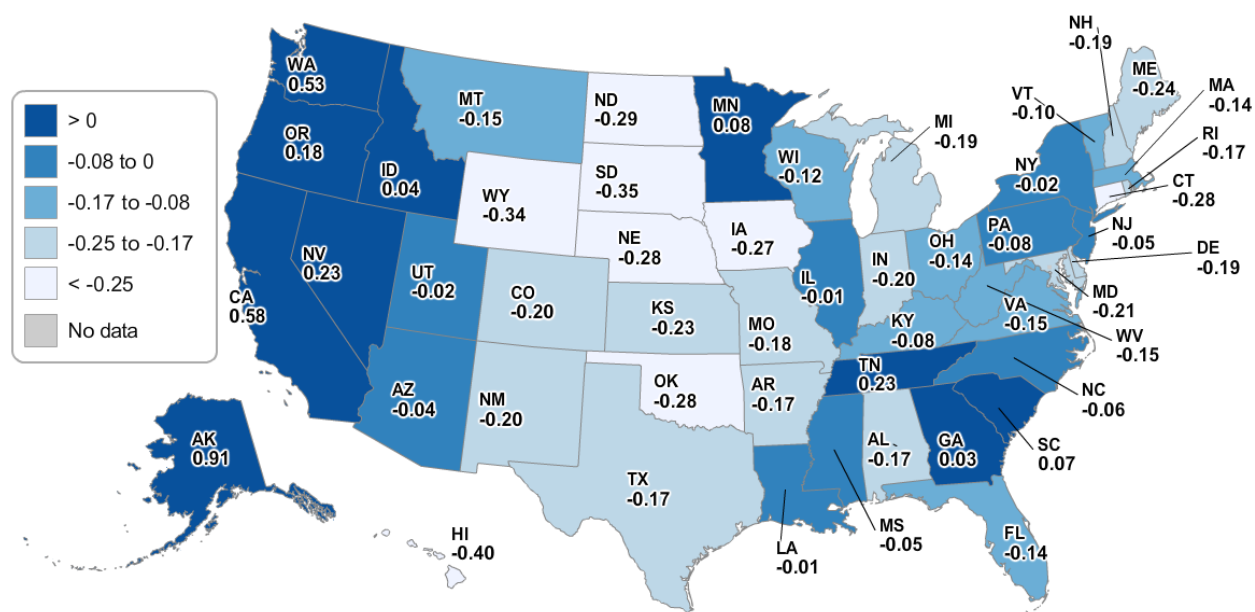 > 0
-0.08 to 0
-0.17 to -0.08
-0.25 to -0.17
< -0.25
No data
WA
0.53
OR
0.18
CA
0.58
NV
0.23
ID
0.04
MT
-0.15
WY
-0.34
UT
-0.02
CO
-0.20
AZ
-0.04
NM
-0.20
ND
-0.29
SD
-0.35
NE
-0.28
KS
-0.23
OK
-0.28
TX
-0.17
MN
0.08
IA
-0.27
MO
-0.18
AR
-0.17
LA
-0.01
WI
-0.12
IL
-0.01
MI
-0.19
IN
-0.20
OH
-0.14
KY
-0.08
TN
0.23
MS
-0.05
AL
-0.17
GA
0.03
FL
-0.14
SC
0.07
NC
-0.06
VA
-0.15
WV
-0.15
MD
-0.21
DE
-0.19
NJ
-0.05
PA
-0.08
NY
-0.02
CT
-0.28
RI
-0.17
MA
-0.14
VT
-0.10
NH
-0.19
ME
-0.24
AK
0.91
HI
-0.40